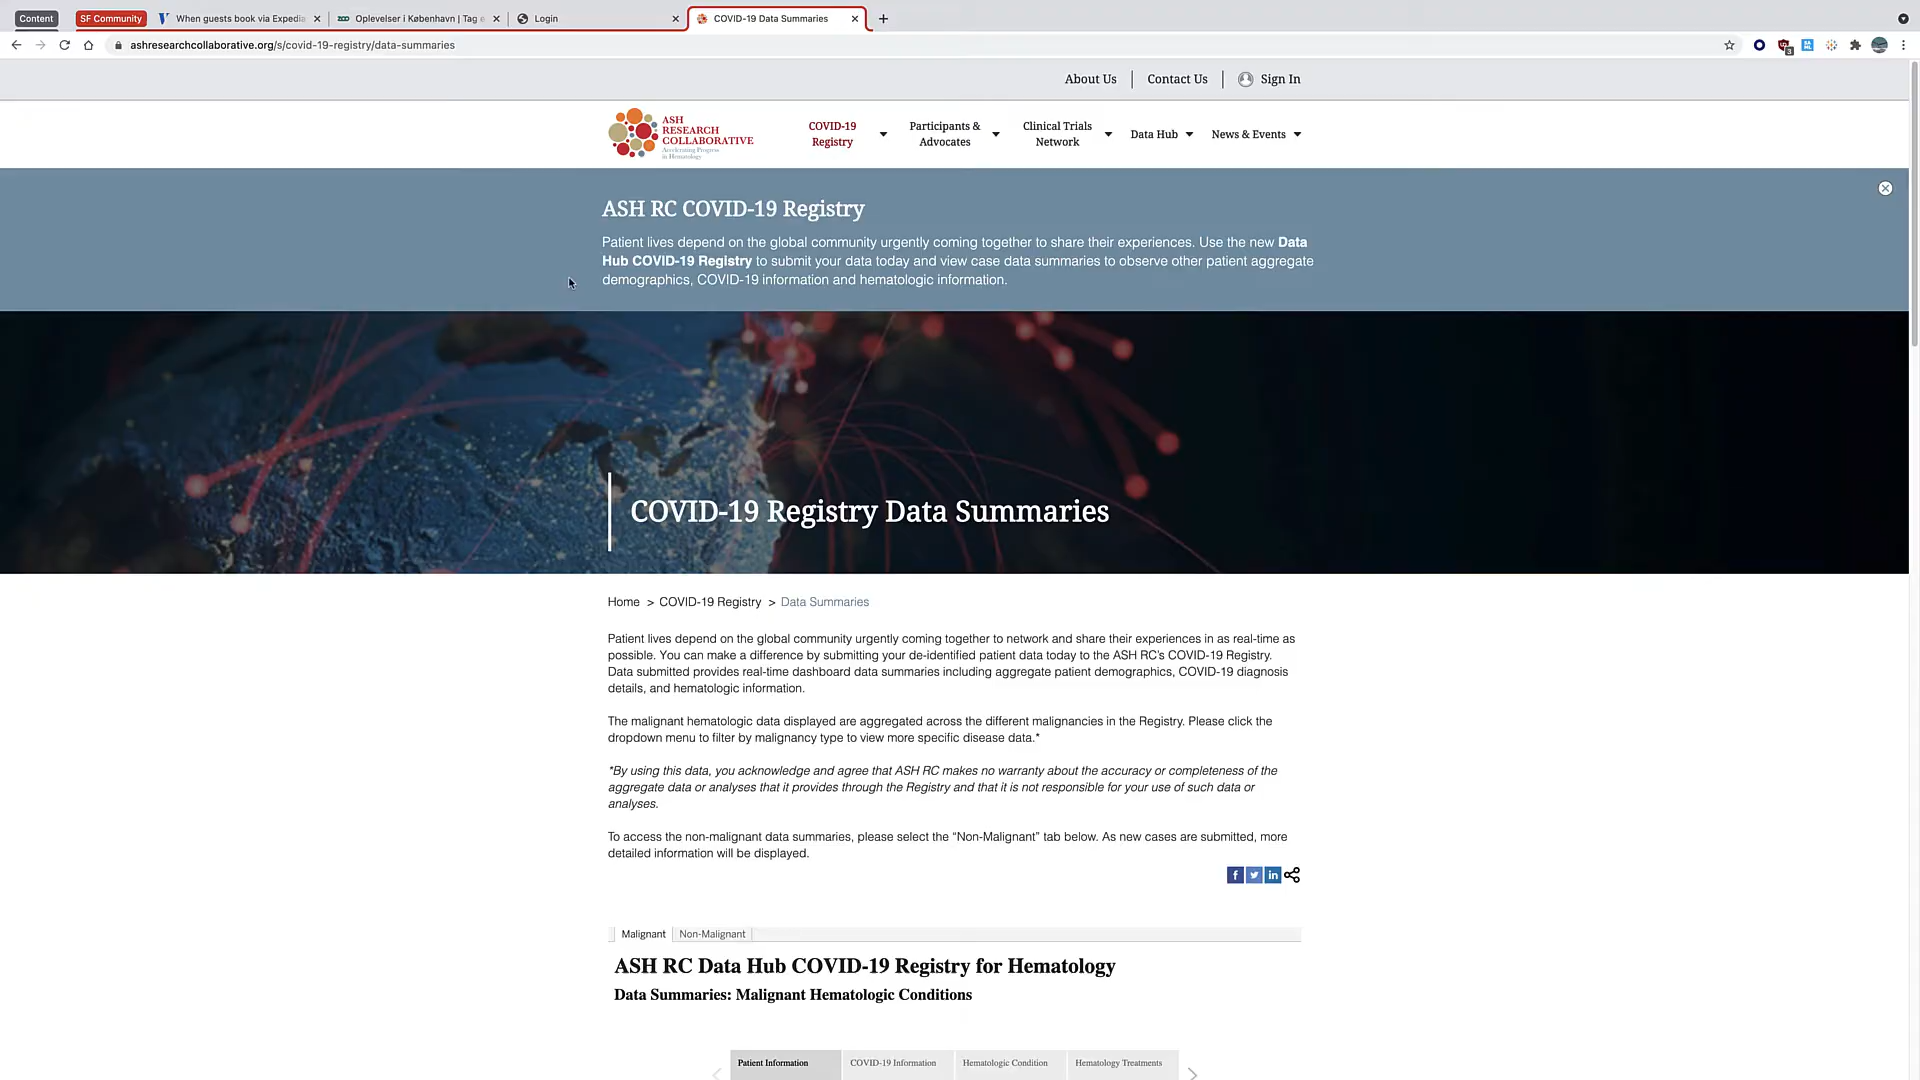 Content
SF Community
When guests book via Expedia
Oplevelser i København | Tag
Login
COVID-19 Data Summaries
ashresearchcollaborative.org/s/covid-19-registry/data-summaries
3
About Us
Contact Us
Sign In
ASH
RESEARCH
COLLABORATIVE
Accelerating Progress
in Hematology
COVID-19
Registry
Participants &
Advocates
Clinical Trials
Network
Data Hub
News & Events
ASH RC COVID-19 Registry
Patient lives depend on the global community urgently coming together to share their experiences. Use the new Data
Hub COVID-19 Registry to submit your data today and view case data summaries to observe other patient aggregate
demographics, COVID-19 information and hematologic information.
COVID-19 Registry Data Summaries
Home > COVID-19 Registry > Data Summaries
Patient lives depend on the global community urgently coming together to network and share their experiences in as real-time as
possible. You can make a difference by submitting your de-identified patient data today to the ASH RC's COVID-19 Registry.
Data submitted provides real-time dashboard data summaries including aggregate patient demographics, COVID-19 diagnosis
details, and hematologic information.
The malignant hematologic data displayed are aggregated across the different malignancies in the Registry. Please click the
dropdown menu to filter by malignancy type to view more specific disease data.*
*By using this data, you acknowledge and agree that ASH RC makes no warranty about the accuracy or completeness of the
aggregate data or analyses that it provides through the Registry and that it is not responsible for your use of such data or
analyses.
To access the non-malignant data summaries, please select the “Non-Malignant” tab below. As new cases are submitted, more
detailed information will be displayed.
Malignant
Non-Malignant
ASH RC Data Hub COVID-19 Registry for Hematology
Data Summaries: Malignant Hematologic Conditions
Patient Information
COVID-19 Information
Hematologic Condition
Hematology Treatments